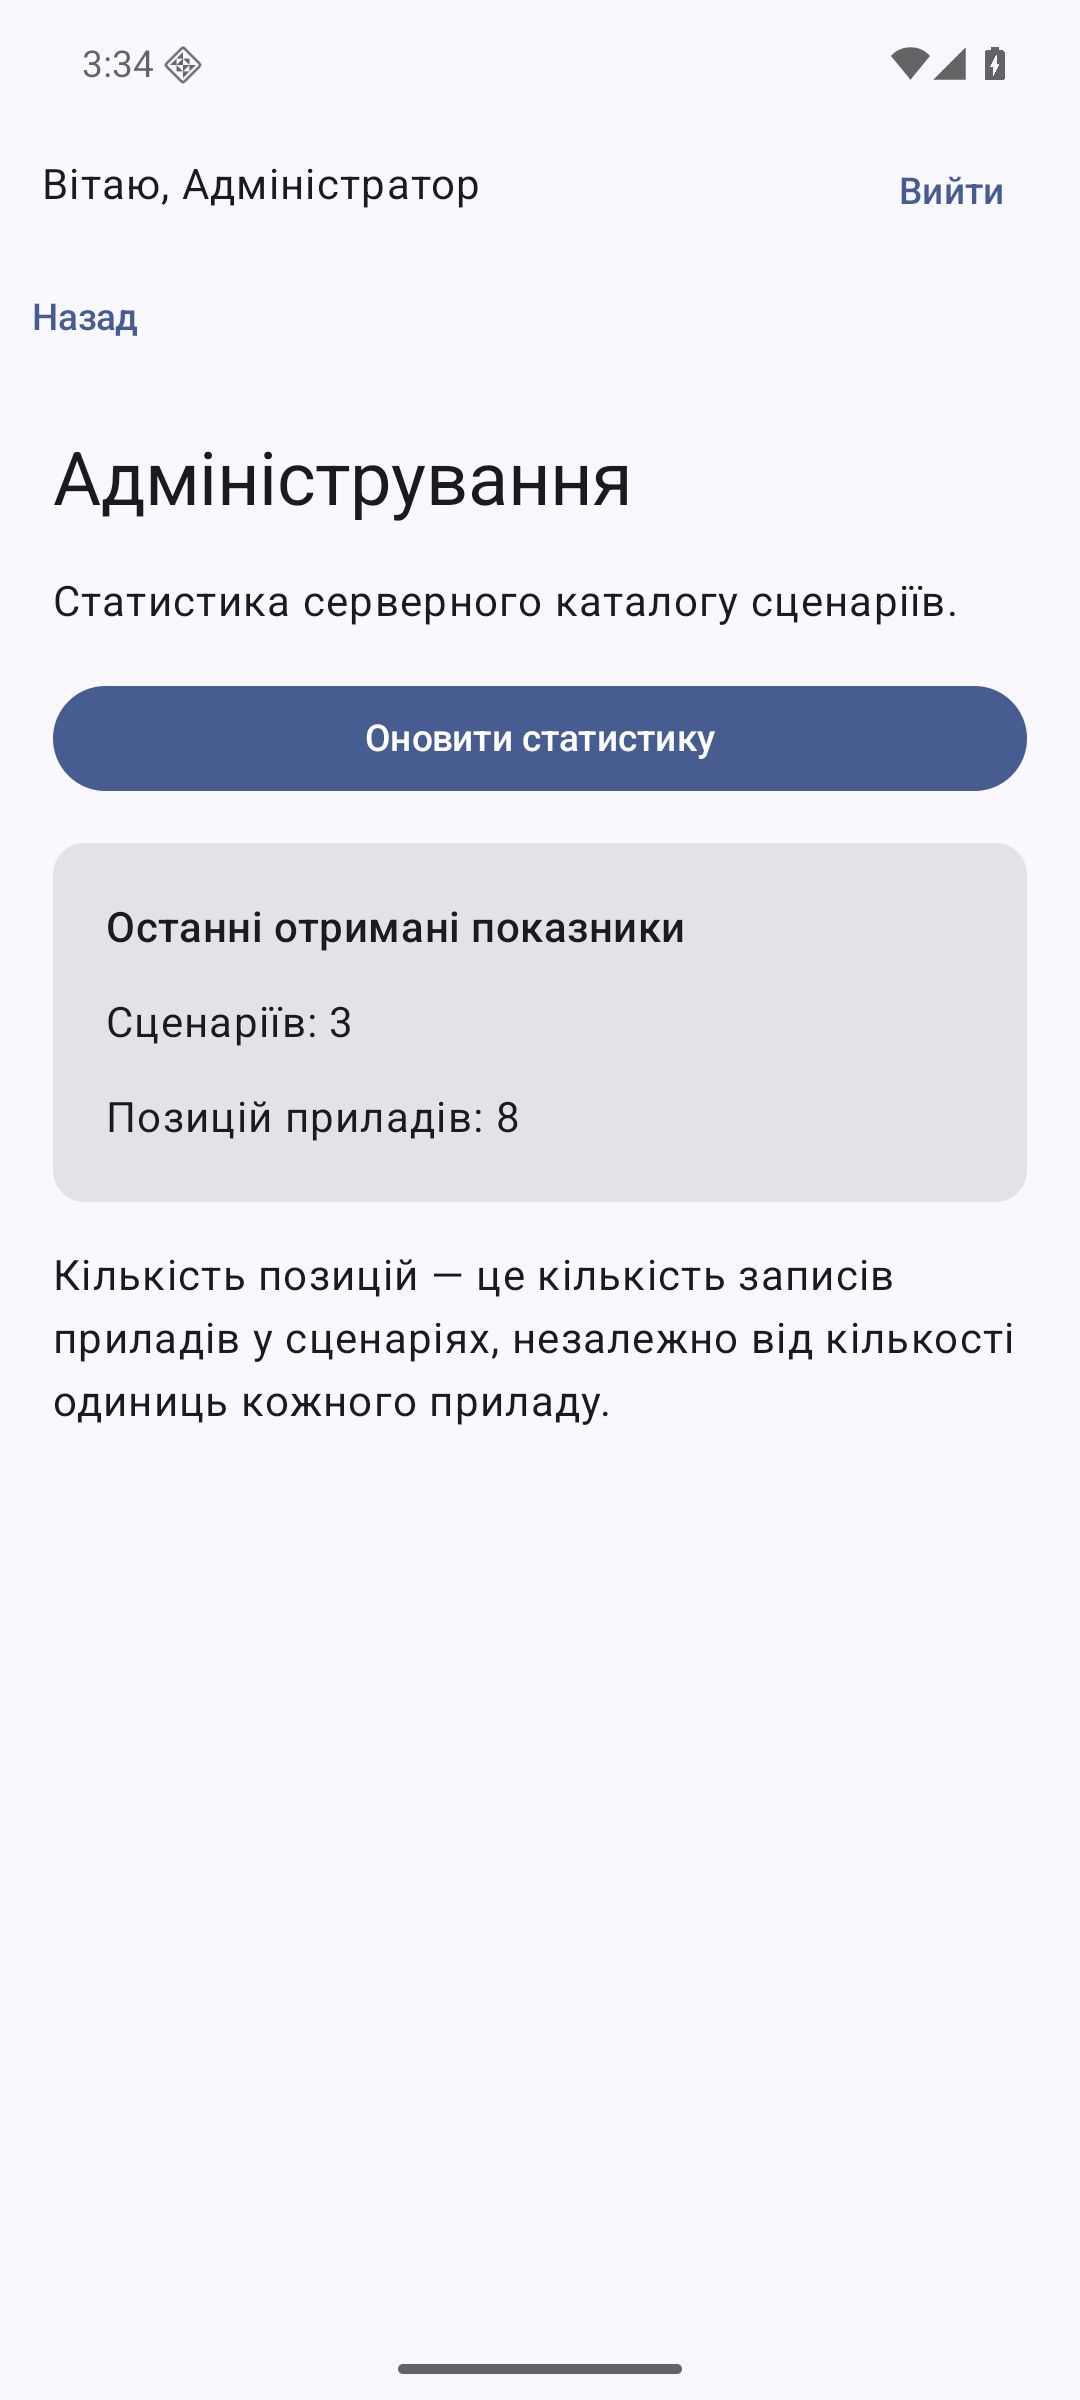 3:34
Вітаю, Адміністратор
Вийти
Назад
Адміністрування
Статистика серверного каталогу сценаріїв.
Оновити статистику
Останні отримані показники
Сценаріїв: 3
Позицій приладів: 8
Кількість позицій — це кількість записів
приладів у сценаріях, незалежно від кількості
одиниць кожного приладу.